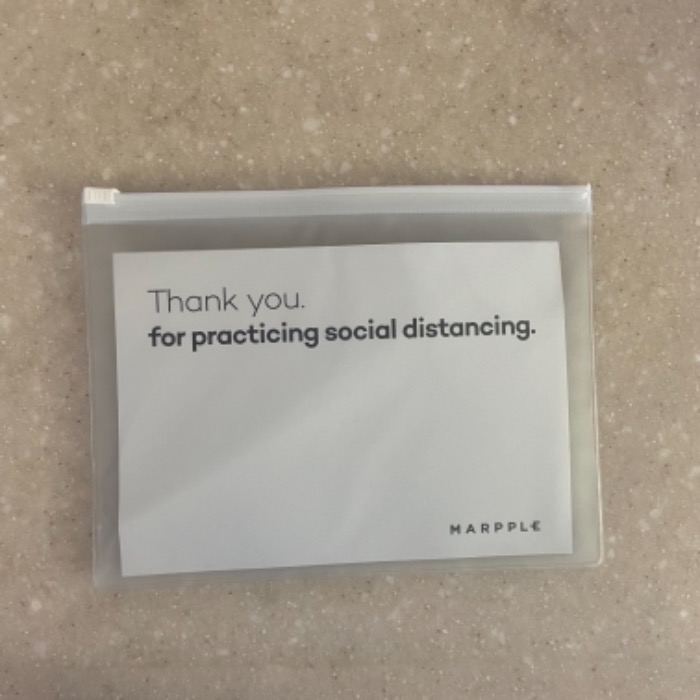 Thank you.
for practicing social distancing.
MARPPLE